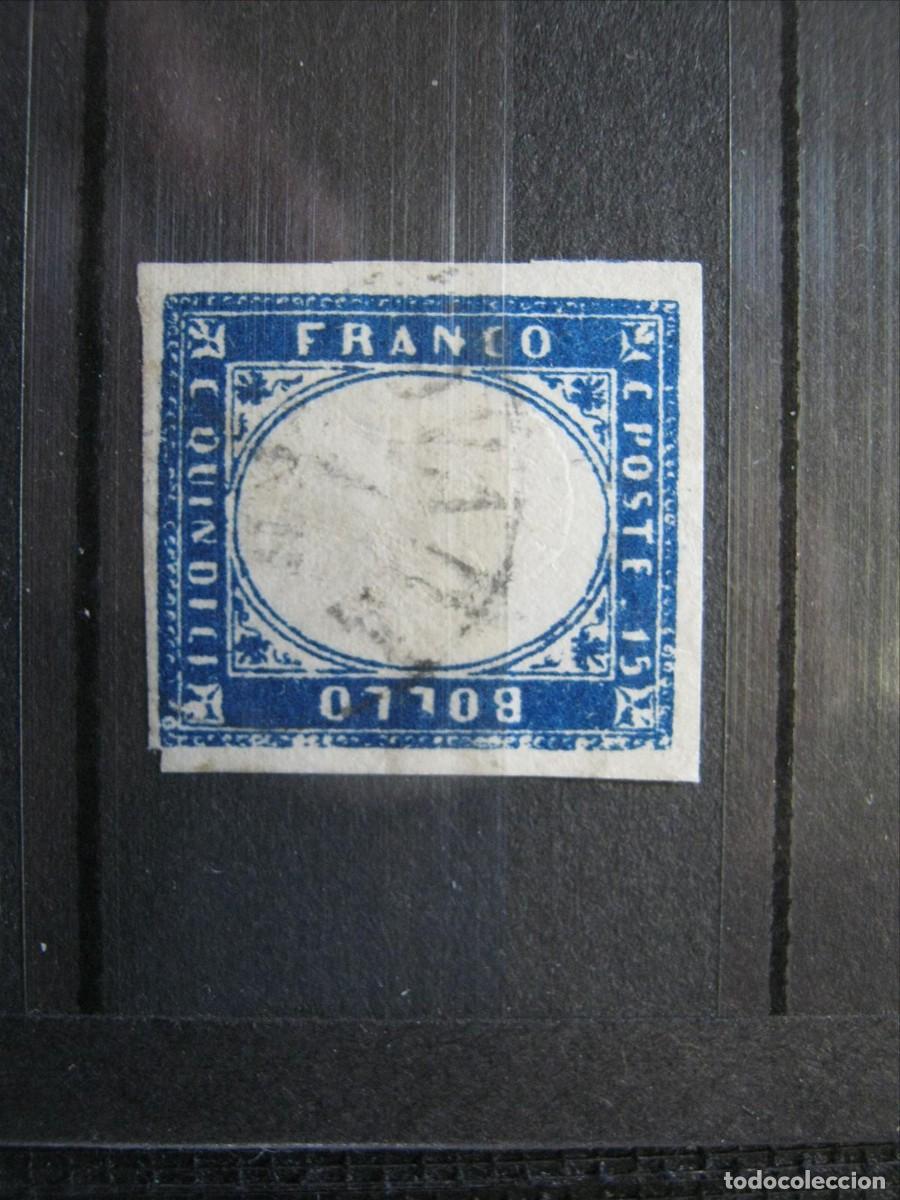 FRANCO
C POSTE. 15
BOLLO
C QUINDICI
todocoleccion